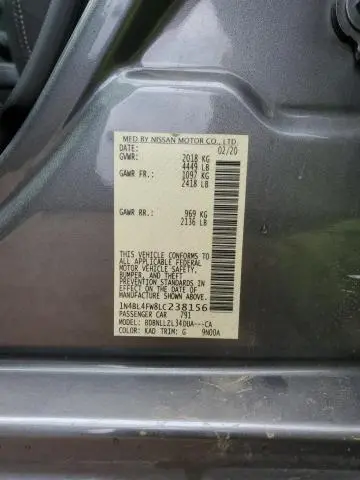 MFD BY NISSAN MOTOR CO., LTD
DATE: 02/20
GVWR: 2018 KG
4449 LB
GAWR FR.: 1097 KG
2418 LB
GAWR RR.: 969 KG
2136 LB
THIS VEHICLE CONFORMS TO ALL
APPLICABLE U.S. FEDERAL
MOTOR VEHICLE SAFETY,
BUMPER, AND THEFT
PREVENTION STANDARDS IN
EFFECT ON THE DATE OF
MANUFACTURE SHOWN ABOVE.
1N4BL4FW8LC238156
PASSENGER CAR 791
MODEL: BDBNLLZL34DUA---CA
COLOR: KAD TRIM: G 9N00A